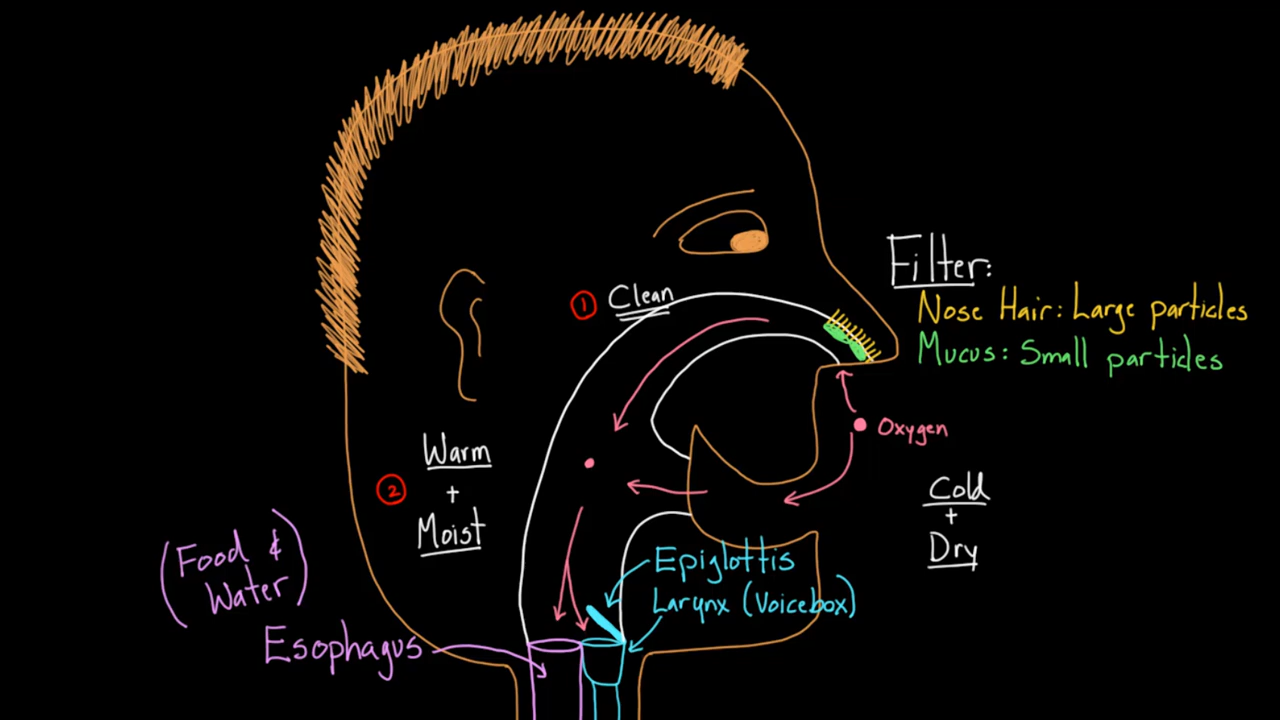 Filter:
Nose Hair: Large particles
Mucus: Small particles
① Clean
Oxygen
Cold
+
Dry
② Warm
+
Moist
(Food &
Water)
Esophagus
Epiglottis
Larynx (Voicebox)